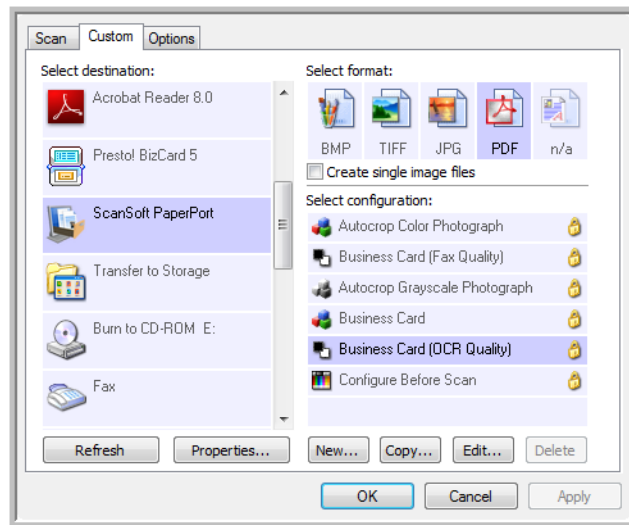 Scan Custom Options
Select destination:
Acrobat Reader 8.0
Presto! BizCard 5
ScanSoft PaperPort
Transfer to Storage
Burn to CD-ROM E:
Fax
Refresh Properties...
Select format:
BMP TIFF JPG PDF n/a
Create single image files
Select configuration:
Autocrop Color Photograph
Business Card (Fax Quality)
Autocrop Grayscale Photograph
Business Card
Business Card (OCR Quality)
Configure Before Scan
New... Copy... Edit... Delete
OK Cancel Apply